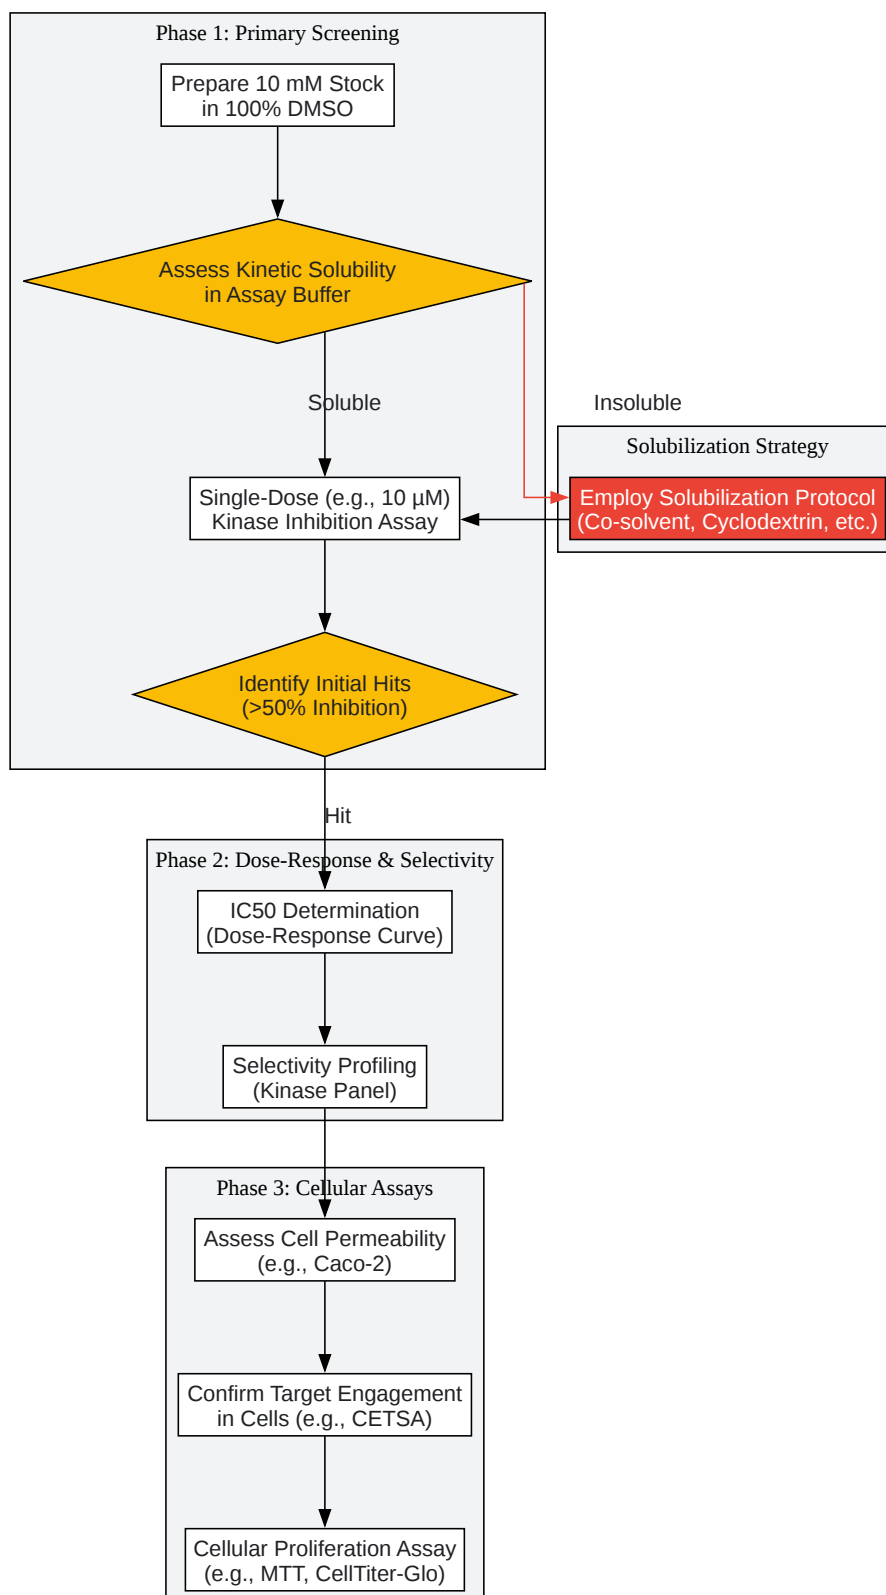 Phase 1: Primary Screening
Prepare 10 mM Stock
in 100% DMSO
Assess Kinetic Solubility
in Assay Buffer
Soluble
Insoluble
Solubilization Strategy
Single-Dose (e.g., 10 µM)
Kinase Inhibition Assay
Employ Solubilization Protocol
(Co-solvent, Cyclodextrin, etc.)
Identify Initial Hits
(>50% Inhibition)
Hit
Phase 2: Dose-Response & Selectivity
IC50 Determination
(Dose-Response Curve)
Selectivity Profiling
(Kinase Panel)
Phase 3: Cellular Assays
Assess Cell Permeability
(e.g., Caco-2)
Confirm Target Engagement
in Cells (e.g., CETSA)
Cellular Proliferation Assay
(e.g., MTT, CellTiter-Glo)